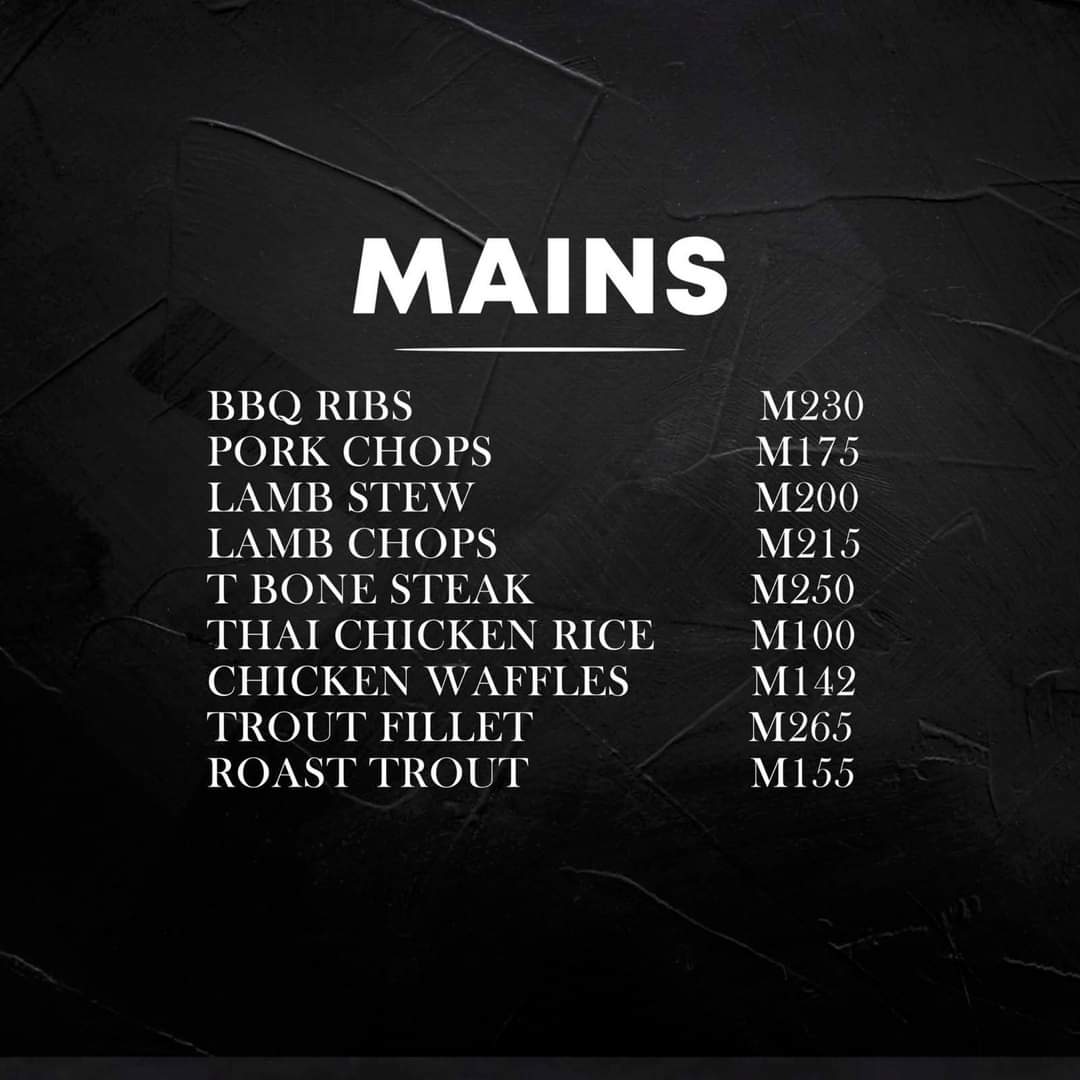 MAINS
BBQ RIBS M230
PORK CHOPS M175
LAMB STEW M200
LAMB CHOPS M215
T BONE STEAK M250
THAI CHICKEN RICE M100
CHICKEN WAFFLES M142
TROUT FILLET M265
ROAST TROUT M155